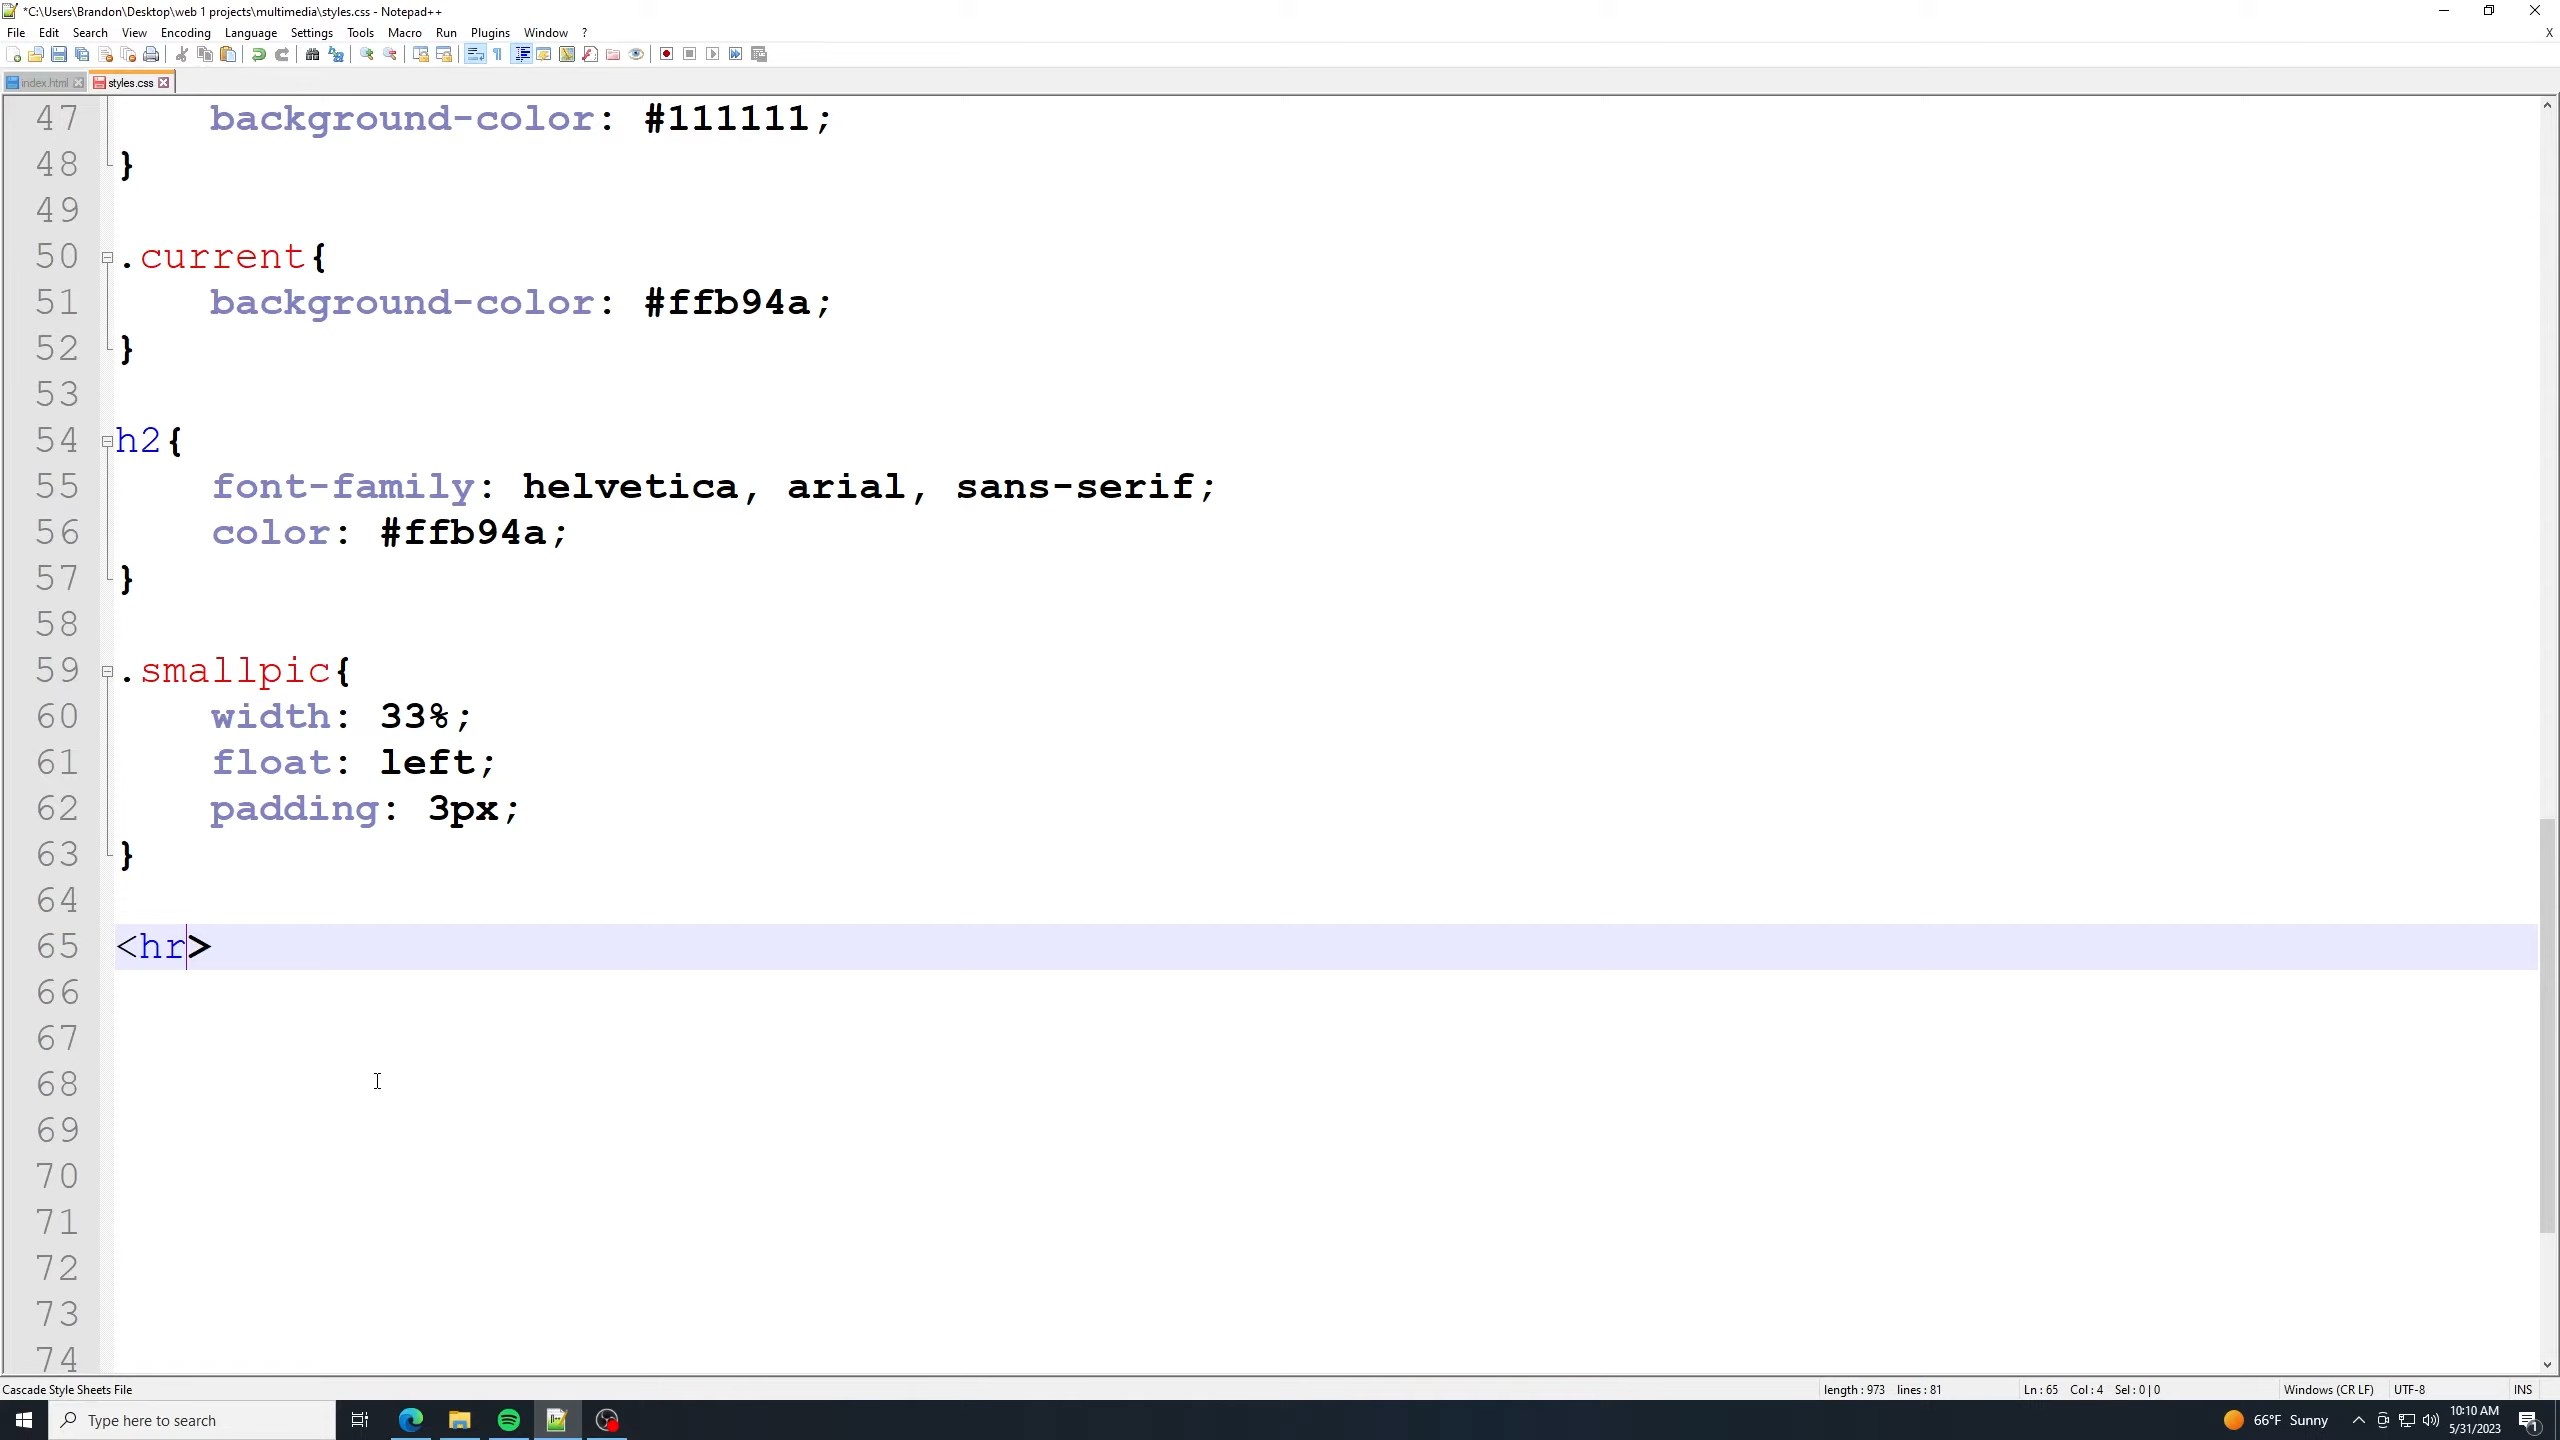 *C:\Users\Brandon\Desktop\web 1 projects\multimedia\styles.css - Notepad++
File Edit Search View Encoding Language Settings Tools Macro Run Plugins Window ? X
index.html styles.css
47 background-color: #111111;
48 }
49
50 .current{
51 background-color: #ffb94a;
52 }
53
54 h2{
55 font-family: helvetica, arial, sans-serif;
56 color: #ffb94a;
57 }
58
59 .smallpic{
60 width: 33%;
61 float: left;
62 padding: 3px;
63 }
64
65 <hr>
66
67
68
69
70
71
72
73
74
Cascade Style Sheets File length : 973 lines : 81 Ln : 65 Col : 4 Sel : 0 | 0 Windows (CR LF) UTF-8 INS
Type here to search 66°F Sunny 10:10 AM
5/31/2023 1